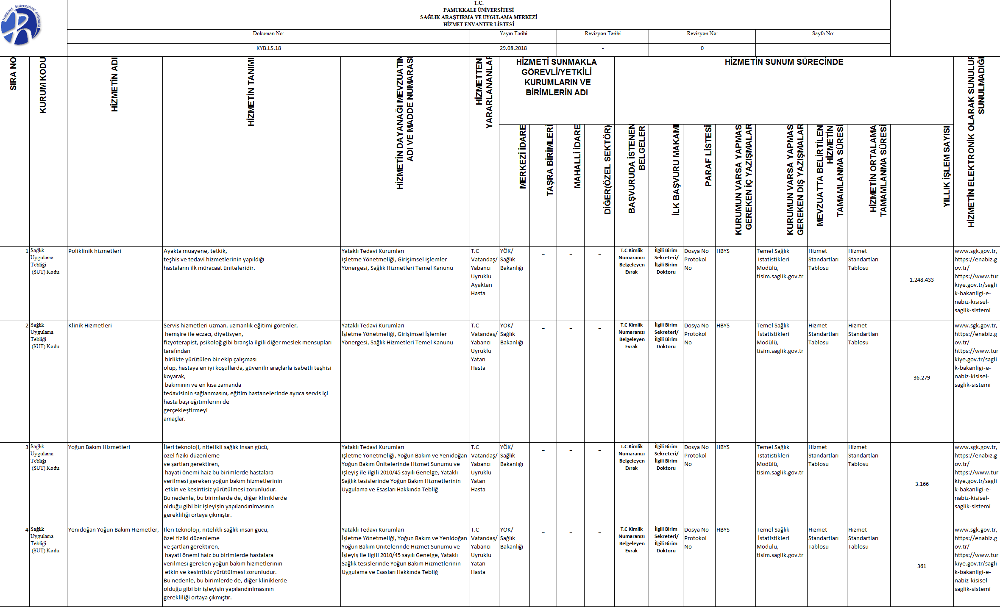 PAMUKKALE ÜNİVERSİTESİ HASTANELERİ
T.C.
PAMUKKALE ÜNİVERSİTESİ
SAĞLIK ARAŞTIRMA VE UYGULAMA MERKEZİ
HİZMET ENVANTER LİSTESİ
Doküman No:
Yayın Tarihi
Revizyon Tarihi
Revizyon No:
Sayfa No:
KYB.LS.18
29.08.2018
-
0
SIRA NO
KURUM KODU
HİZMETİN ADI
HİZMETİN TANIMI
HİZMETİN DAYANAĞI MEVZUATIN
ADI VE MADDE NUMARASI
HİZMETTEN
YARARLANANLAR
HİZMETİ SUNMAKLA
GÖREVLİ/YETKİLİ
KURUMLARIN VE
BİRİMLERİN ADI
HİZMETİN SUNUM SÜRECİNDE
HİZMETİN ELEKTRONİK OLARAK SUNULUP
SUNULMADIĞI
MERKEZİ İDARE
TAŞRA BİRİMLERİ
MAHALLİ İDARE
DİĞER(ÖZEL SEKTÖR)
BAŞVURUDA İSTENEN
BELGELER
İLK BAŞVURU MAKAMI
PARAF LİSTESİ
KURUMUN VARSA YAPMAS
GEREKEN İÇ YAZIŞMALAR
KURUMUN VARSA YAPMAS
GEREKEN DIŞ YAZIŞMALAR
MEVZUATTA BELİRTİLEN
HİZMETİN
TAMAMLANMA SÜRESİ
HİZMETİN ORTALAMA
TAMAMLANMA SÜRESİ
YILLIK İŞLEM SAYISI
1
Sağlık
Uygulama
Tebliği
(SUT) Kodu
Poliklinik hizmetleri
Ayakta muayene, tetkik,
teşhis ve tedavi hizmetlerinin yapıldığı
hastaların ilk müracaat üniteleridir.
Yataklı Tedavi Kurumları
İşletme Yönetmeliği, Girişimsel İşlemler
Yönergesi, Sağlık Hizmetleri Temel Kanunu
T.C
Vatandaş/
Yabancı
Uyruklu
Ayaktan
Hasta
YÖK/
Sağlık
Bakanlığı
-
-
-
T.C Kimlik
Numaranızı
Belgeleyen
Evrak
İlgili Birim
Sekreteri/
İlgili Birim
Doktoru
Dosya No
Protokol
No
HBYS
Temel Sağlık
İstatistikleri
Modülü,
tisim.saglik.gov.tr
Hizmet
Standartları
Tablosu
Hizmet
Standartları
Tablosu
1.248.433
www.sgk.gov.tr,
https://enabiz.g
ov.tr/
https://www.tur
kiye.gov.tr/sagli
k-bakanligi-e-
nabiz-kisisel-
saglik-sistemi
2
Sağlık
Uygulama
Tebliği
(SUT) Kodu
Klinik Hizmetleri
Servis hizmetleri uzman, uzmanlık eğitimi görenler,
hemşire ile eczacı, diyetisyen,
fizyoterapist, psikoloğ gibi branşla ilgili diğer meslek mensupları
tarafından
birlikte yürütülen bir ekip çalışması
olup, hastaya en iyi koşullarda, güvenilir araçlarla isabetli teşhisi
koyarak,
bakımının ve en kısa zamanda
tedavisinin sağlanmasını, eğitim hastanelerinde ayrıca servis içi
hasta başı eğitimlerini de
gerçekleştirmeyi
amaçlar.
Yataklı Tedavi Kurumları
İşletme Yönetmeliği, Girişimsel İşlemler
Yönergesi, Sağlık Hizmetleri Temel Kanunu
T.C
Vatandaş/
Yabancı
Uyruklu
Yatan
Hasta
YÖK/
Sağlık
Bakanlığı
-
-
-
T.C Kimlik
Numaranızı
Belgeleyen
Evrak
İlgili Birim
Sekreteri/
İlgili Birim
Doktoru
Dosya No
Protokol
No
HBYS
Temel Sağlık
İstatistikleri
Modülü,
tisim.saglik.gov.tr
Hizmet
Standartları
Tablosu
Hizmet
Standartları
Tablosu
36.279
www.sgk.gov.tr,
https://enabiz.g
ov.tr/
https://www.tur
kiye.gov.tr/sagli
k-bakanligi-e-
nabiz-kisisel-
saglik-sistemi
3
Sağlık
Uygulama
Tebliği
(SUT) Kodu
Yoğun Bakım Hizmetleri
İleri teknoloji, nitelikli sağlık insan gücü,
özel fiziki düzenleme
ve şartları gerektiren,
hayati önemi haiz bu birimlerde hastalara
verilmesi gereken yoğun bakım hizmetlerinin
etkin ve kesintisiz yürütülmesi zorunludur.
Bu nedenle, bu birimlerde de, diğer kliniklerde
olduğu gibi bir işleyişin yapılandırılmasının
gerekliliği ortaya çıkmıştır.
Yataklı Tedavi Kurumları
İşletme Yönetmeliği, Yoğun Bakım ve Yenidoğan
Yoğun Bakım Ünitelerinde Hizmet Sunumu ve
İşleyiş ile ilgili 2010/45 sayılı Genelge, Yataklı
Sağlık tesislerinde Yoğun Bakım Hizmetlerinin
Uygulama ve Esasları Hakkında Tebliğ
T.C
Vatandaş/
Yabancı
Uyruklu
Yatan
Hasta
YÖK/
Sağlık
Bakanlığı
-
-
-
T.C Kimlik
Numaranızı
Belgeleyen
Evrak
İlgili Birim
Sekreteri/
İlgili Birim
Doktoru
Dosya No
Protokol
No
HBYS
Temel Sağlık
İstatistikleri
Modülü,
tisim.saglik.gov.tr
Hizmet
Standartları
Tablosu
Hizmet
Standartları
Tablosu
3.166
www.sgk.gov.tr,
https://enabiz.g
ov.tr/
https://www.tur
kiye.gov.tr/sagli
k-bakanligi-e-
nabiz-kisisel-
saglik-sistemi
4
Sağlık
Uygulama
Tebliği
(SUT) Kodu
Yenidoğan Yoğun Bakım Hizmetler,
İleri teknoloji, nitelikli sağlık insan gücü,
özel fiziki düzenleme
ve şartları gerektiren,
hayati önemi haiz bu birimlerde hastalara
verilmesi gereken yoğun bakım hizmetlerinin
etkin ve kesintisiz yürütülmesi zorunludur.
Bu nedenle, bu birimlerde de, diğer kliniklerde
olduğu gibi bir işleyişin yapılandırılmasının
gerekliliği ortaya çıkmıştır.
Yataklı Tedavi Kurumları
İşletme Yönetmeliği, Yoğun Bakım ve Yenidoğan
Yoğun Bakım Ünitelerinde Hizmet Sunumu ve
İşleyiş ile ilgili 2010/45 sayılı Genelge, Yataklı
Sağlık tesislerinde Yoğun Bakım Hizmetlerinin
Uygulama ve Esasları Hakkında Tebliğ
T.C
Vatandaş/
Yabancı
Uyruklu
Yatan
Hasta
YÖK/
Sağlık
Bakanlığı
-
-
-
T.C Kimlik
Numaranızı
Belgeleyen
Evrak
İlgili Birim
Sekreteri/
İlgili Birim
Doktoru
Dosya No
Protokol
No
HBYS
Temel Sağlık
İstatistikleri
Modülü,
tisim.saglik.gov.tr
Hizmet
Standartları
Tablosu
Hizmet
Standartları
Tablosu
361
www.sgk.gov.tr,
https://enabiz.g
ov.tr/
https://www.tur
kiye.gov.tr/sagli
k-bakanligi-e-
nabiz-kisisel-
saglik-sistemi